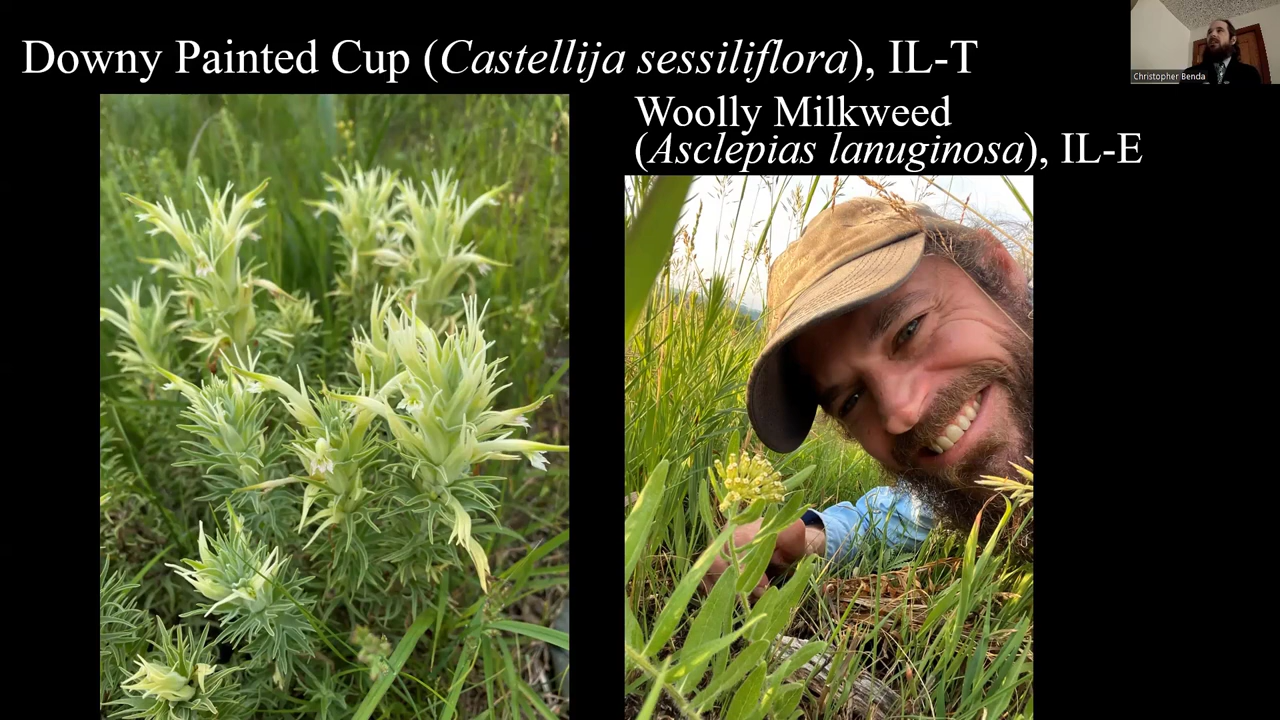 Downy Painted Cup (Castellija sessiliflora), IL-T
Christopher Benda
Woolly Milkweed
(Asclepias lanuginosa), IL-E